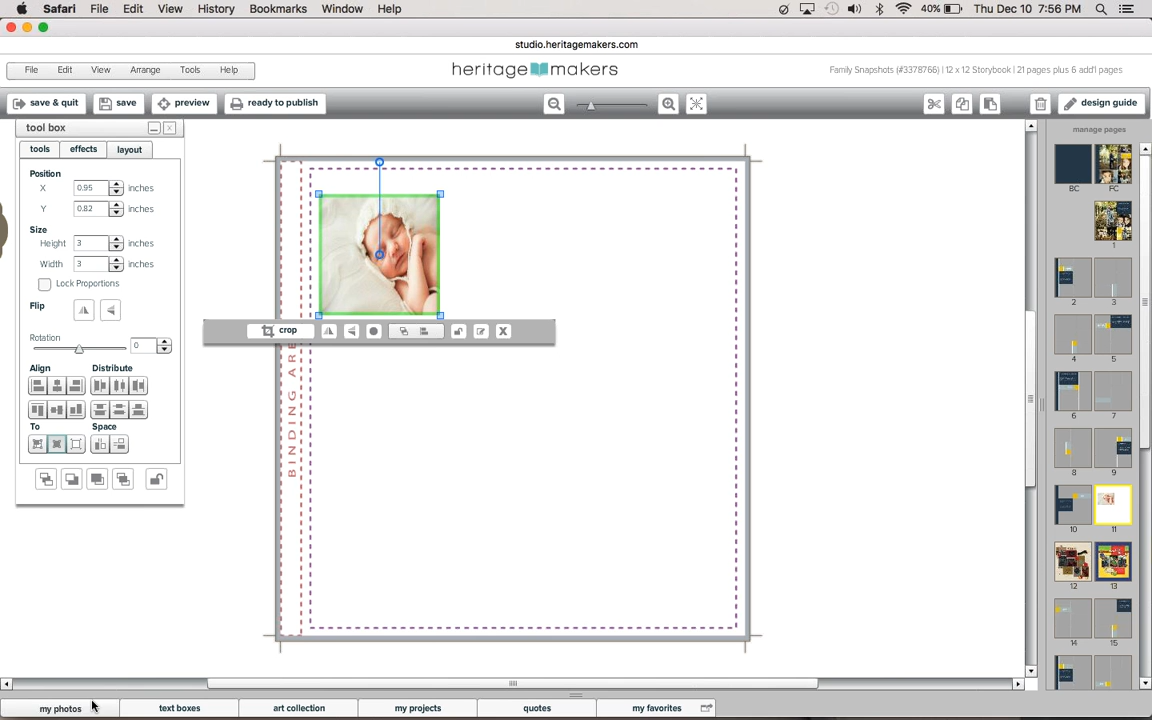 Safari File Edit View History Bookmarks Window Help 40% Thu Dec 10 7:56 PM
studio.heritagemakers.com
File Edit View Arrange Tools Help
heritage makers
Family Snapshots (#3378766) | 12 x 12 Storybook | 21 pages plus 6 add'l pages
save & quit save preview ready to publish design guide
tool box
tools effects layout
Position
X 0.95 inches
Y 0.82 inches
Size
Height 3 inches
Width 3 inches
Lock Proportions
Flip
Rotation
0
Align Distribute
To Space
crop
BINDING ARE
manage pages
BC FC
1
2 3
4 5
6 7
8 9
10 11
12 13
14 15
my photos text boxes art collection my projects quotes my favorites